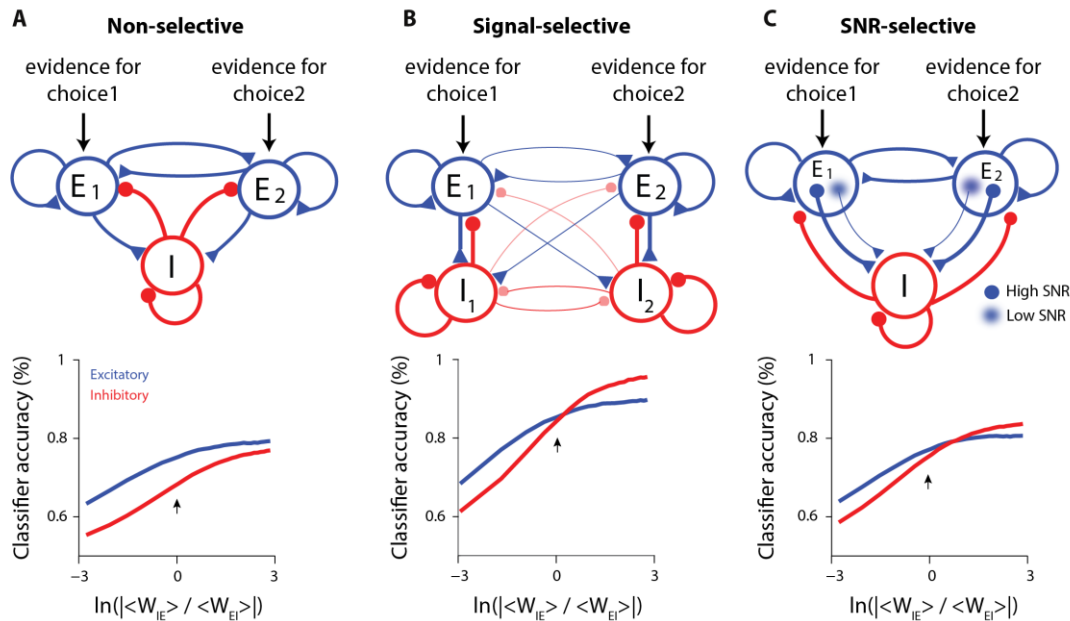 A
Non-selective
evidence for
choice1
evidence for
choice2
E1
E2
I
Classifier accuracy (%)
1
0.8
0.6
Excitatory
Inhibitory
−3
0
3
ln(|<WIE> / <WEI>|)
B
Signal-selective
evidence for
choice1
evidence for
choice2
E1
E2
I1
I2
Classifier accuracy (%)
1
0.8
0.6
−3
0
3
ln(|<WIE> / <WEI>|)
C
SNR-selective
evidence for
choice1
evidence for
choice2
E1
E2
I
High SNR
Low SNR
Classifier accuracy (%)
1
0.8
0.6
−3
0
3
ln(|<WIE> / <WEI>|)